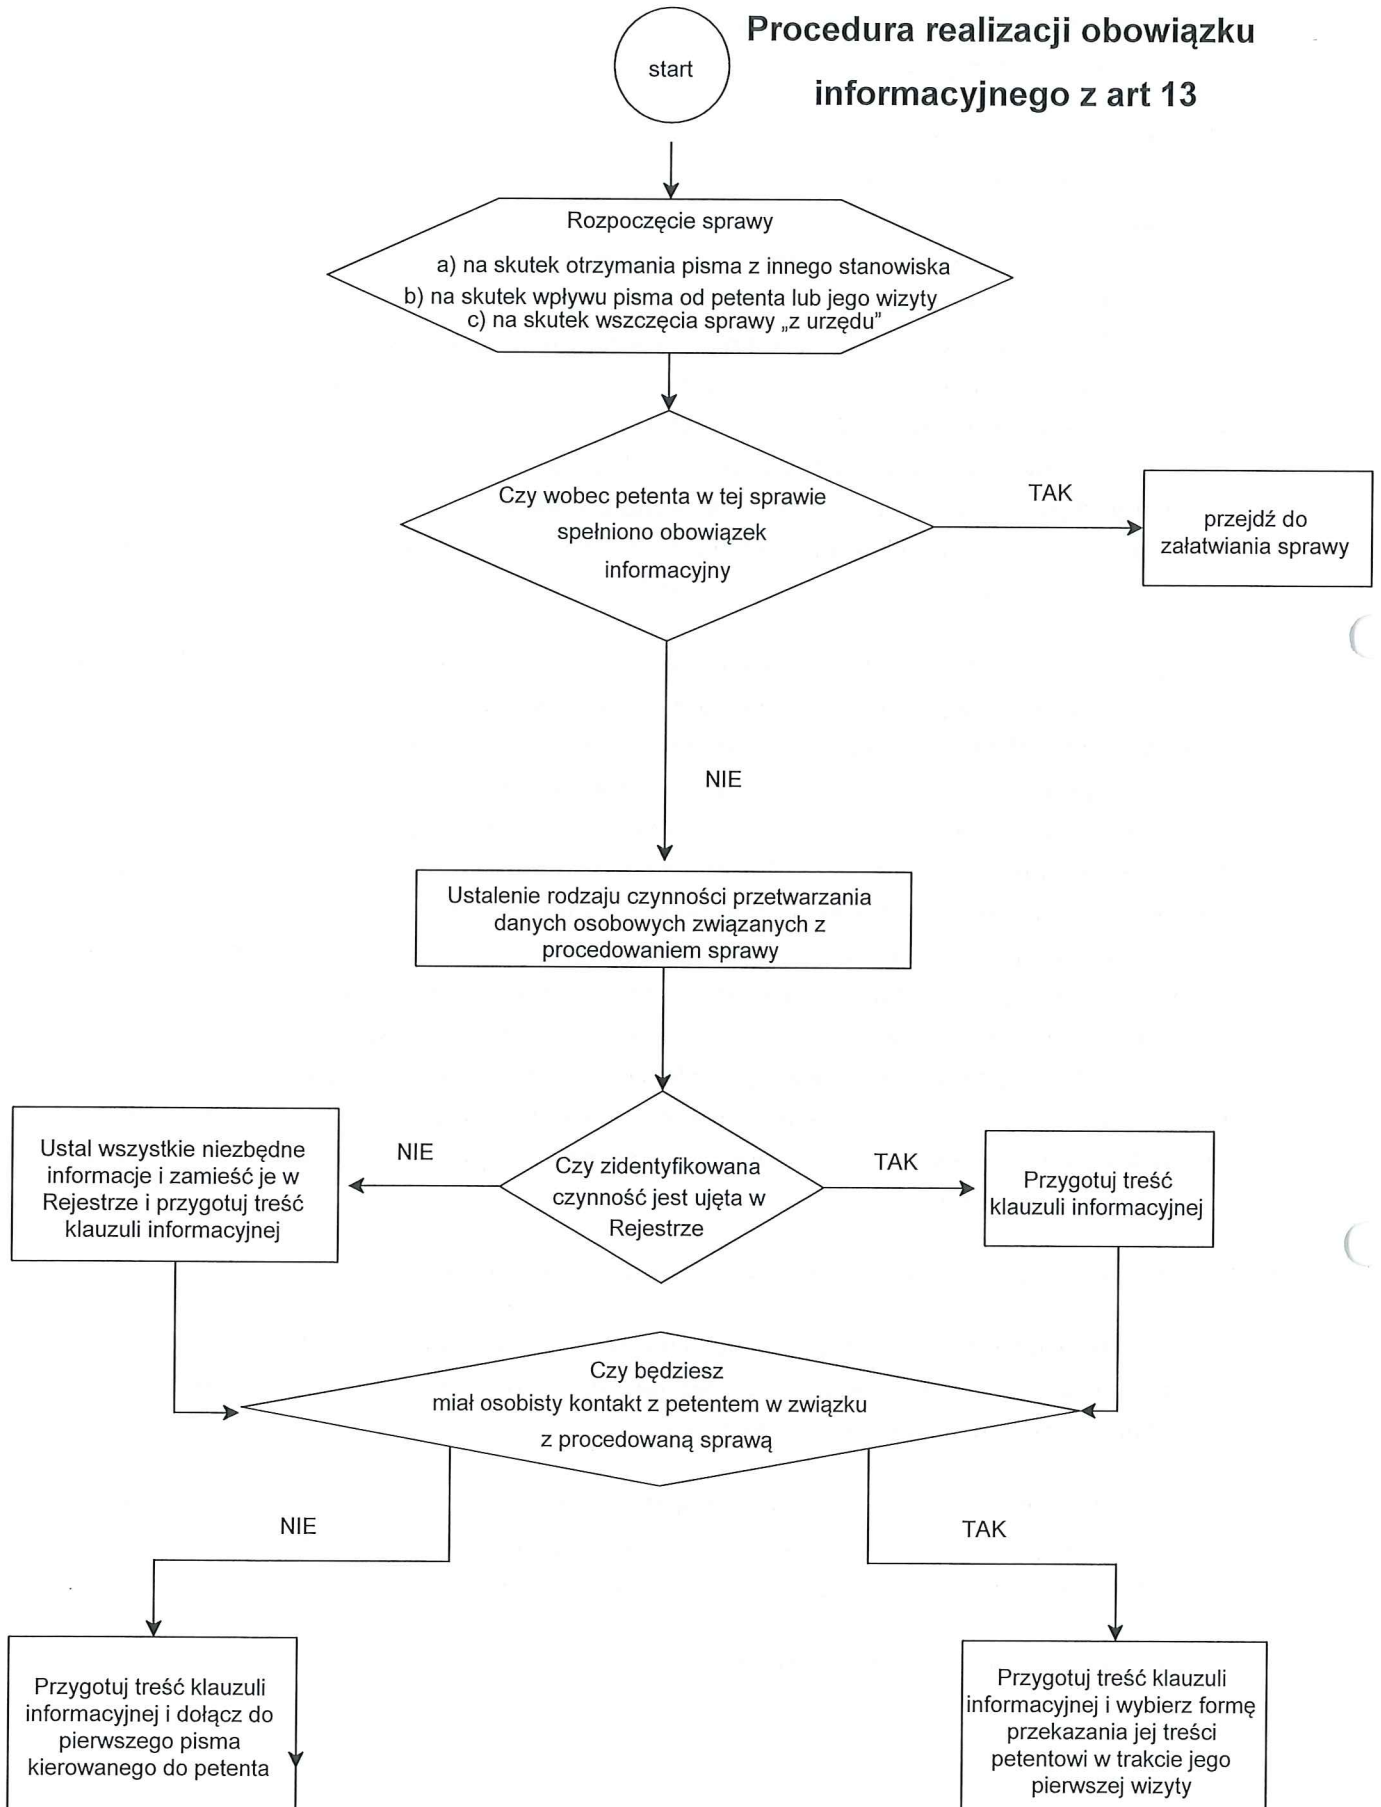 Procedura realizacji obowiązku
informacyjnego z art 13
start
Rozpoczęcie sprawy
a) na skutek otrzymania pisma z innego stanowiska
b) na skutek wpływu pisma od petenta lub jego wizyty
c) na skutek wszczęcia sprawy „z urzędu”
Czy wobec petenta w tej sprawie
spełniono obowiązek
informacyjny
TAK
przejdź do
załatwiania sprawy
NIE
Ustalenie rodzaju czynności przetwarzania
danych osobowych związanych z
procedowaniem sprawy
Ustal wszystkie niezbędne
informacje i zamieść je w
Rejestrze i przygotuj treść
klauzuli informacyjnej
NIE
Czy zidentyfikowana
czynność jest ujęta w
Rejestrze
TAK
Przygotuj treść
klauzuli informacyjnej
Czy będziesz
miał osobisty kontakt z petentem w związku
z procedowaną sprawą
NIE
TAK
Przygotuj treść klauzuli
informacyjnej i dołącz do
pierwszego pisma
kierowanego do petenta
Przygotuj treść klauzuli
informacyjnej i wybierz formę
przekazania jej treści
petentowi w trakcie jego
pierwszej wizyty